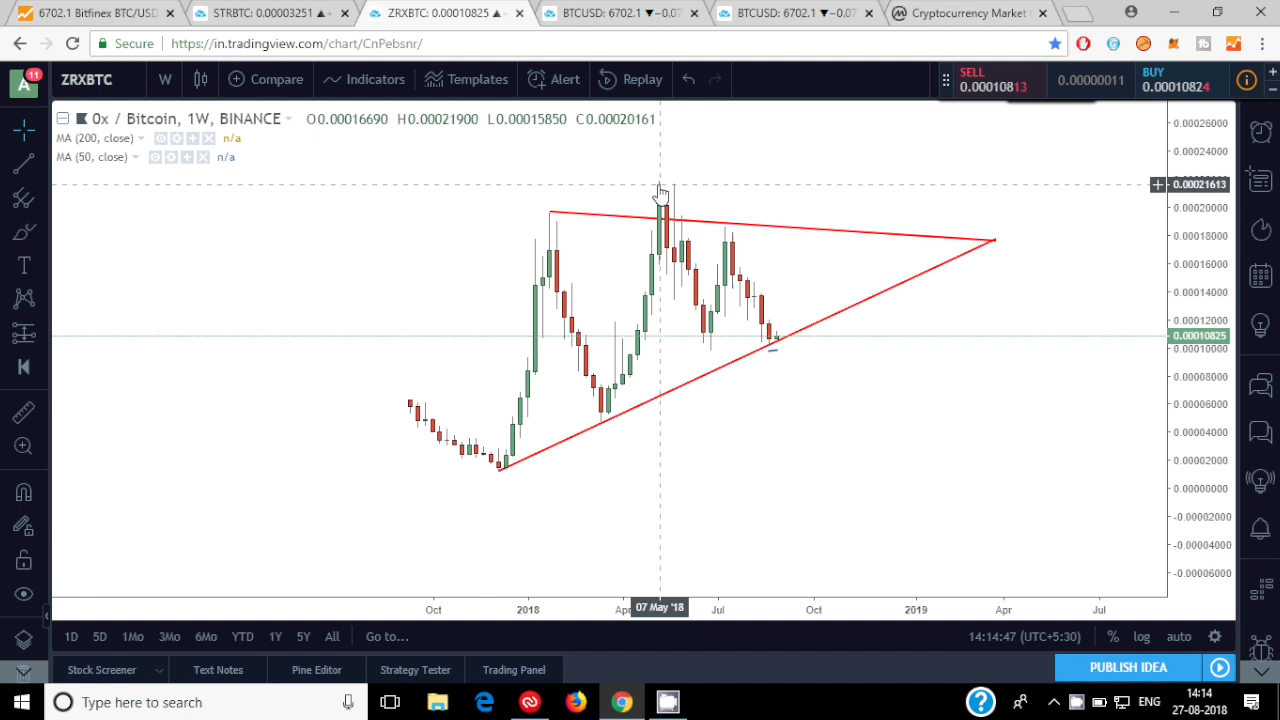 6702.1 Bitfinex BTC/USD
STRBTC: 0.00003251 ▲
ZRXBTC: 0.00010825 ▲
BTCUSD: 6702.1 ▼−0.07
BTCUSD: 6702.1 ▼−0.07
Cryptocurrency Market
Secure https://in.tradingview.com/chart/CnPebsnr/
A 11
ZRXBTC W Compare Indicators Templates Alert Replay
SELL
0.00010813
0.00000011
BUY
0.00010824
0x / Bitcoin, 1W, BINANCE O0.00016690 H0.00021900 L0.00015850 C0.00020161
MA (200, close) n/a
MA (50, close) n/a
0.00026000
0.00024000
0.00021613
0.00020000
0.00018000
0.00016000
0.00014000
0.00012000
0.00010825
0.00010000
0.00008000
0.00006000
0.00004000
0.00002000
0.00000000
-0.00002000
-0.00004000
-0.00006000
Oct 2018 Apr 07 May '18 Jul Oct 2019 Apr Jul
1D 5D 1Mo 3Mo 6Mo YTD 1Y 5Y All Go to... 14:14:47 (UTC+5:30) % log auto
Stock Screener Text Notes Pine Editor Strategy Tester Trading Panel PUBLISH IDEA
Type here to search
ENG
14:14
27-08-2018